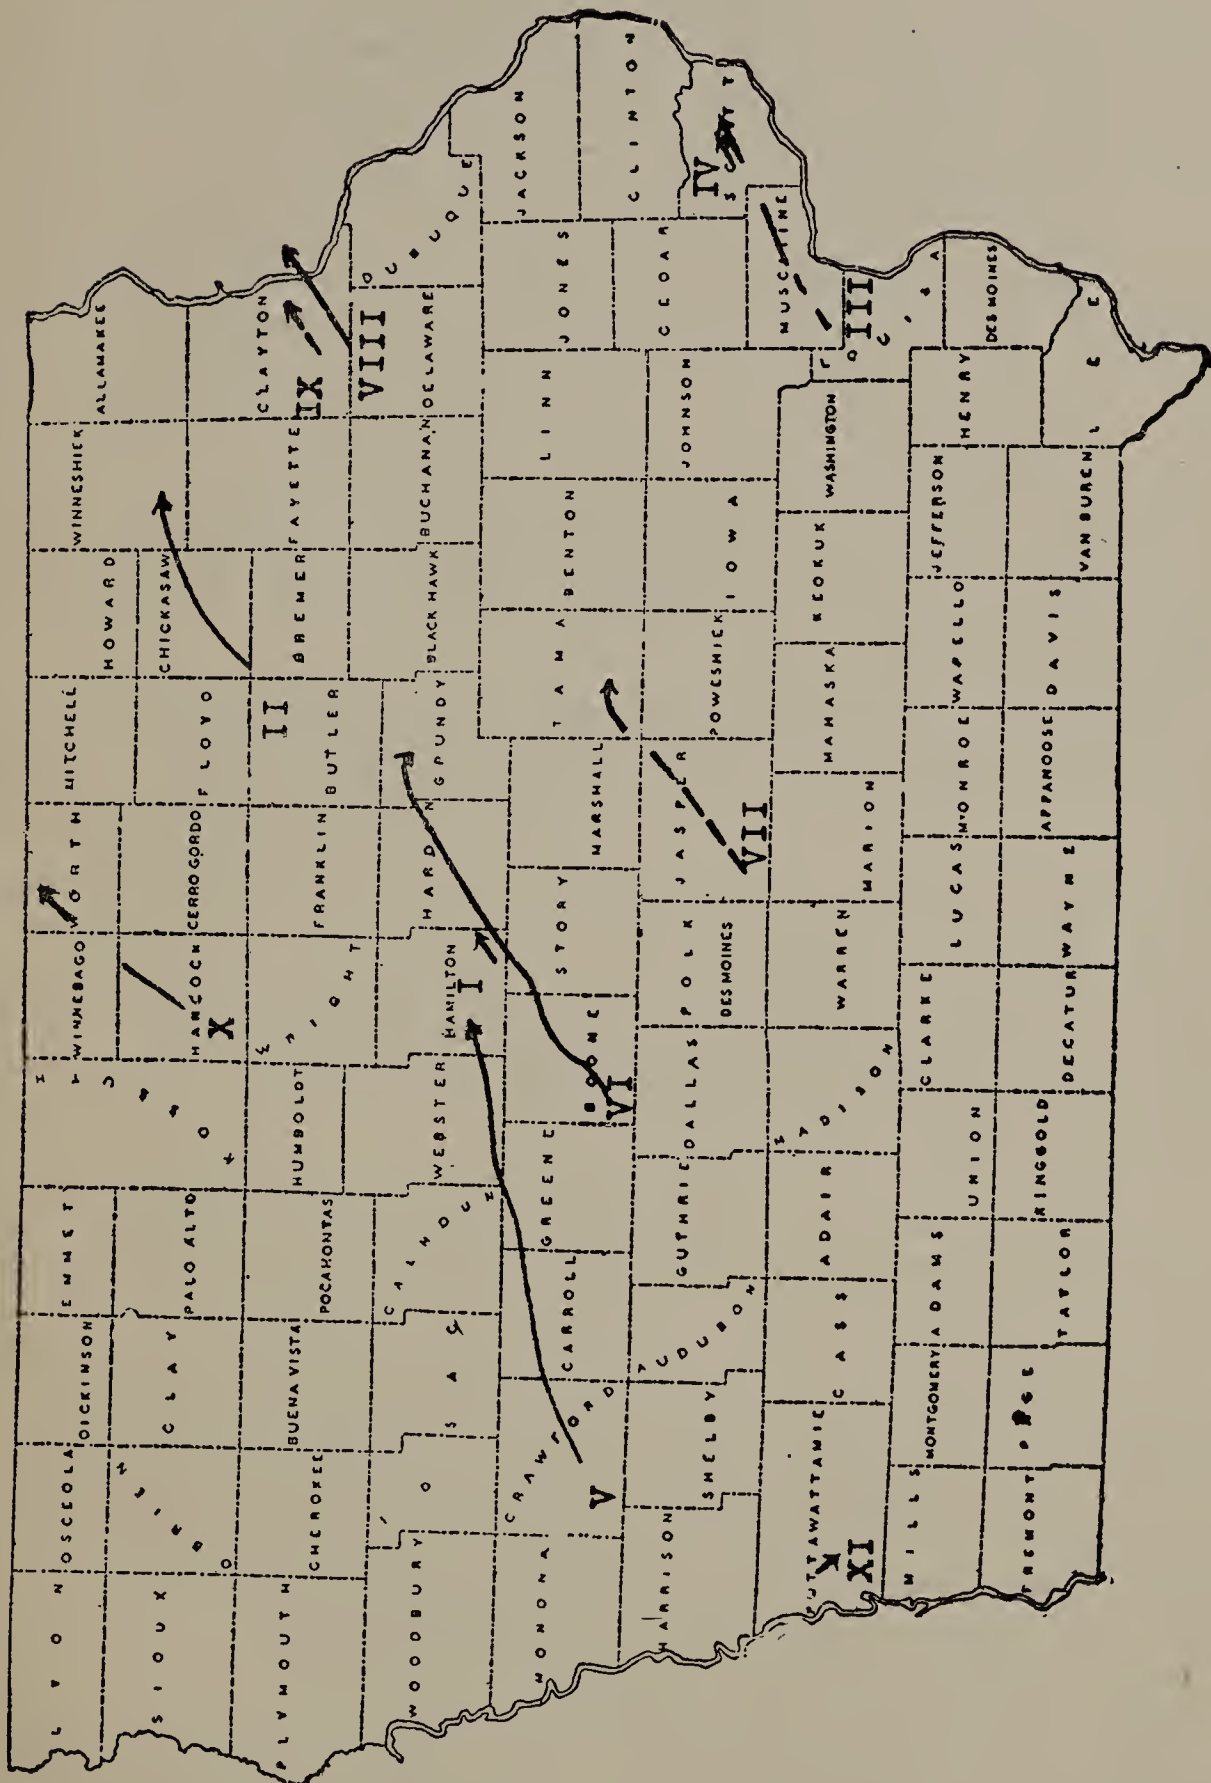 LYON
OSCEOLA
DICKINSON
EMMET
WINNEBAGO
WORTH
MITCHELL
HOWARD
WINNESHIEK
ALLAMAKEE
SIOUX
O'BRIEN
CLAY
PALO ALTO
KOSSUTH
HANCOCK
CERRO GORDO
FLOYD
CHICKASAW
X
II
PLYMOUTH
CHEROKEE
BUENA VISTA
POCAHONTAS
HUMBOLDT
WRIGHT
FRANKLIN
BUTLER
BREMER
FAYETTE
CLAYTON
IX
VIII
WOODBURY
IDA
SAC
CALHOUN
WEBSTER
HAMILTON
I
HARDIN
GRUNDY
BLACK HAWK
BUCHANAN
DELAWARE
DUBUQUE
MONONA
CRAWFORD
V
CARROLL
GREENE
BOONE
VI
STORY
MARSHALL
TAMA
BENTON
LINN
JONES
JACKSON
HARRISON
SHELBY
AUDUBON
GUTHRIE
DALLAS
POLK
DES MOINES
JASPER
VII
POWESHIEK
IOWA
JOHNSON
CEDAR
CLINTON
SCOTT
IV
POTTAWATTAMIE
XI
CASS
ADAIR
MADISON
WARREN
MARION
MAHASKA
KEOKUK
WASHINGTON
MUSCATINE
III
LOUISA
MILLS
MONTGOMERY
ADAMS
UNION
CLARKE
LUCAS
MONROE
WAPELLO
JEFFERSON
HENRY
DES MOINES
FREMONT
PAGE
TAYLOR
RINGGOLD
DECATUR
WAYNE
APPANOOSE
DAVIS
VAN BUREN
LEE